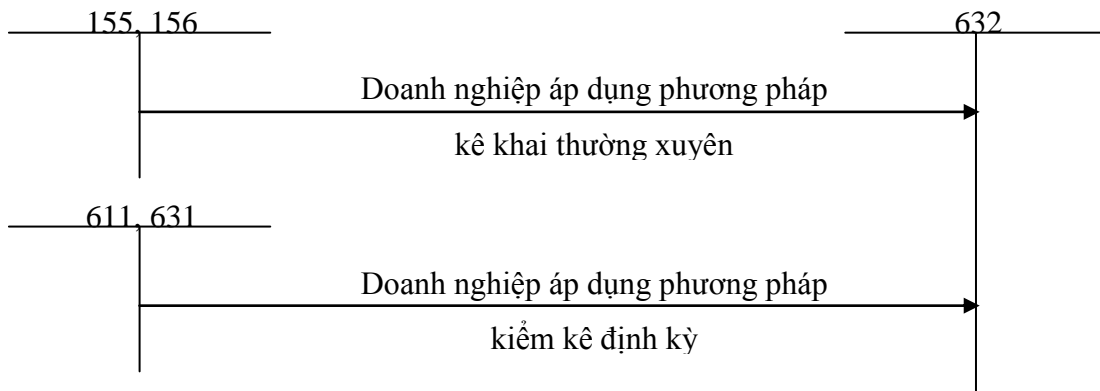 155, 156
632
Doanh nghiệp áp dụng phương pháp
kê khai thường xuyên
611, 631
Doanh nghiệp áp dụng phương pháp
kiểm kê định kỳ